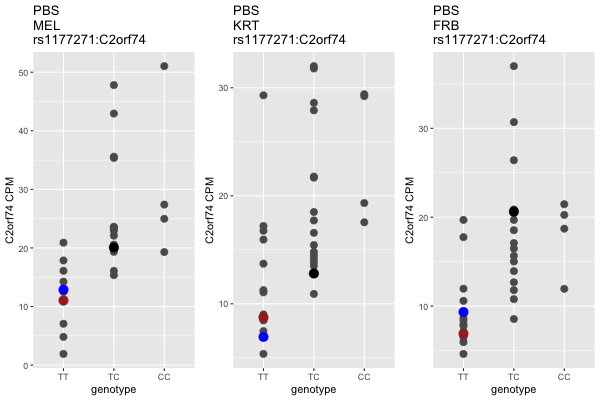 PBS
MEL
rs1177271:C2orf74
C2orf74 CPM
50
40
30
20
10
0
TT TC CC
genotype
PBS
KRT
rs1177271:C2orf74
C2orf74 CPM
30
20
10
TT TC CC
genotype
PBS
FRB
rs1177271:C2orf74
C2orf74 CPM
30
20
10
TT TC CC
genotype